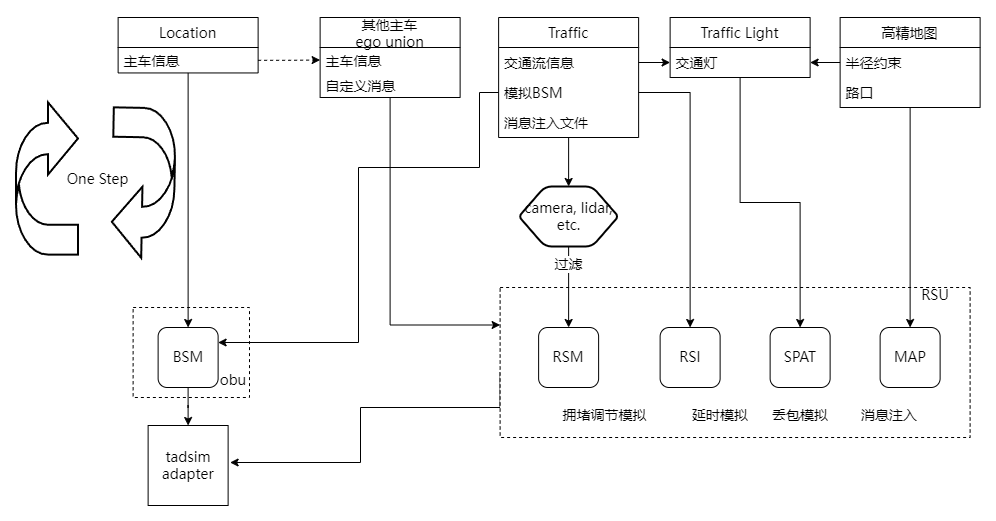 Location
主车信息
其他主车
ego union
主车信息
自定义消息
Traffic
交通流信息
模拟BSM
消息注入文件
Traffic Light
交通灯
高精地图
半径约束
路口
One Step
camera, lidar,
etc.
过滤
RSU
BSM
obu
RSM
RSI
SPAT
MAP
拥堵调节模拟
延时模拟
丢包模拟
消息注入
tadsim
adapter